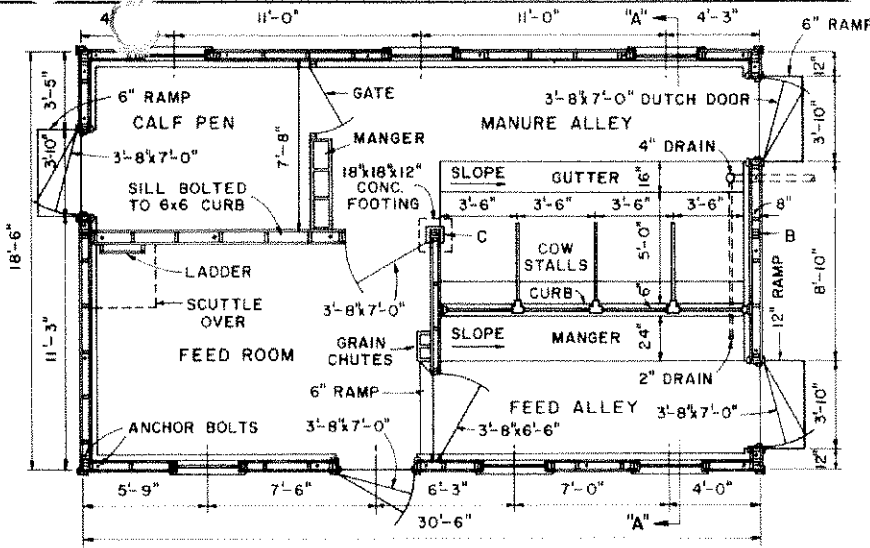 4
11'-0"
11'-0"
"A"
4'-3"
6" RAMP
12"
3'-5"
6" RAMP
CALF PEN
GATE
3'-8"x7'-0" DUTCH DOOR
3'-10"
7'-8"
MANGER
MANURE ALLEY
3'-10"
3'-8"x7'-0"
4" DRAIN
18"x18"x12"
CONC.
FOOTING
SLOPE
GUTTER
16"
SILL BOLTED
TO 6x6 CURB
3'-6"
3'-6"
3'-6"
3'-6"
8"
18'-6"
C
COW
STALLS
5'-0"
B
LADDER
SCUTTLE
OVER
3'-8"x7'-0"
CURB
6"
12" RAMP
8'-10"
11'-3"
FEED ROOM
GRAIN
CHUTES
SLOPE
MANGER
24"
6" RAMP
2" DRAIN
3'-8"x7'-0"
FEED ALLEY
3'-8"x7'-0"
3'-10"
ANCHOR BOLTS
3'-8"x6'-6"
12"
5'-9"
7'-6"
6'-3"
7'-0"
4'-0"
30'-6"
"A"